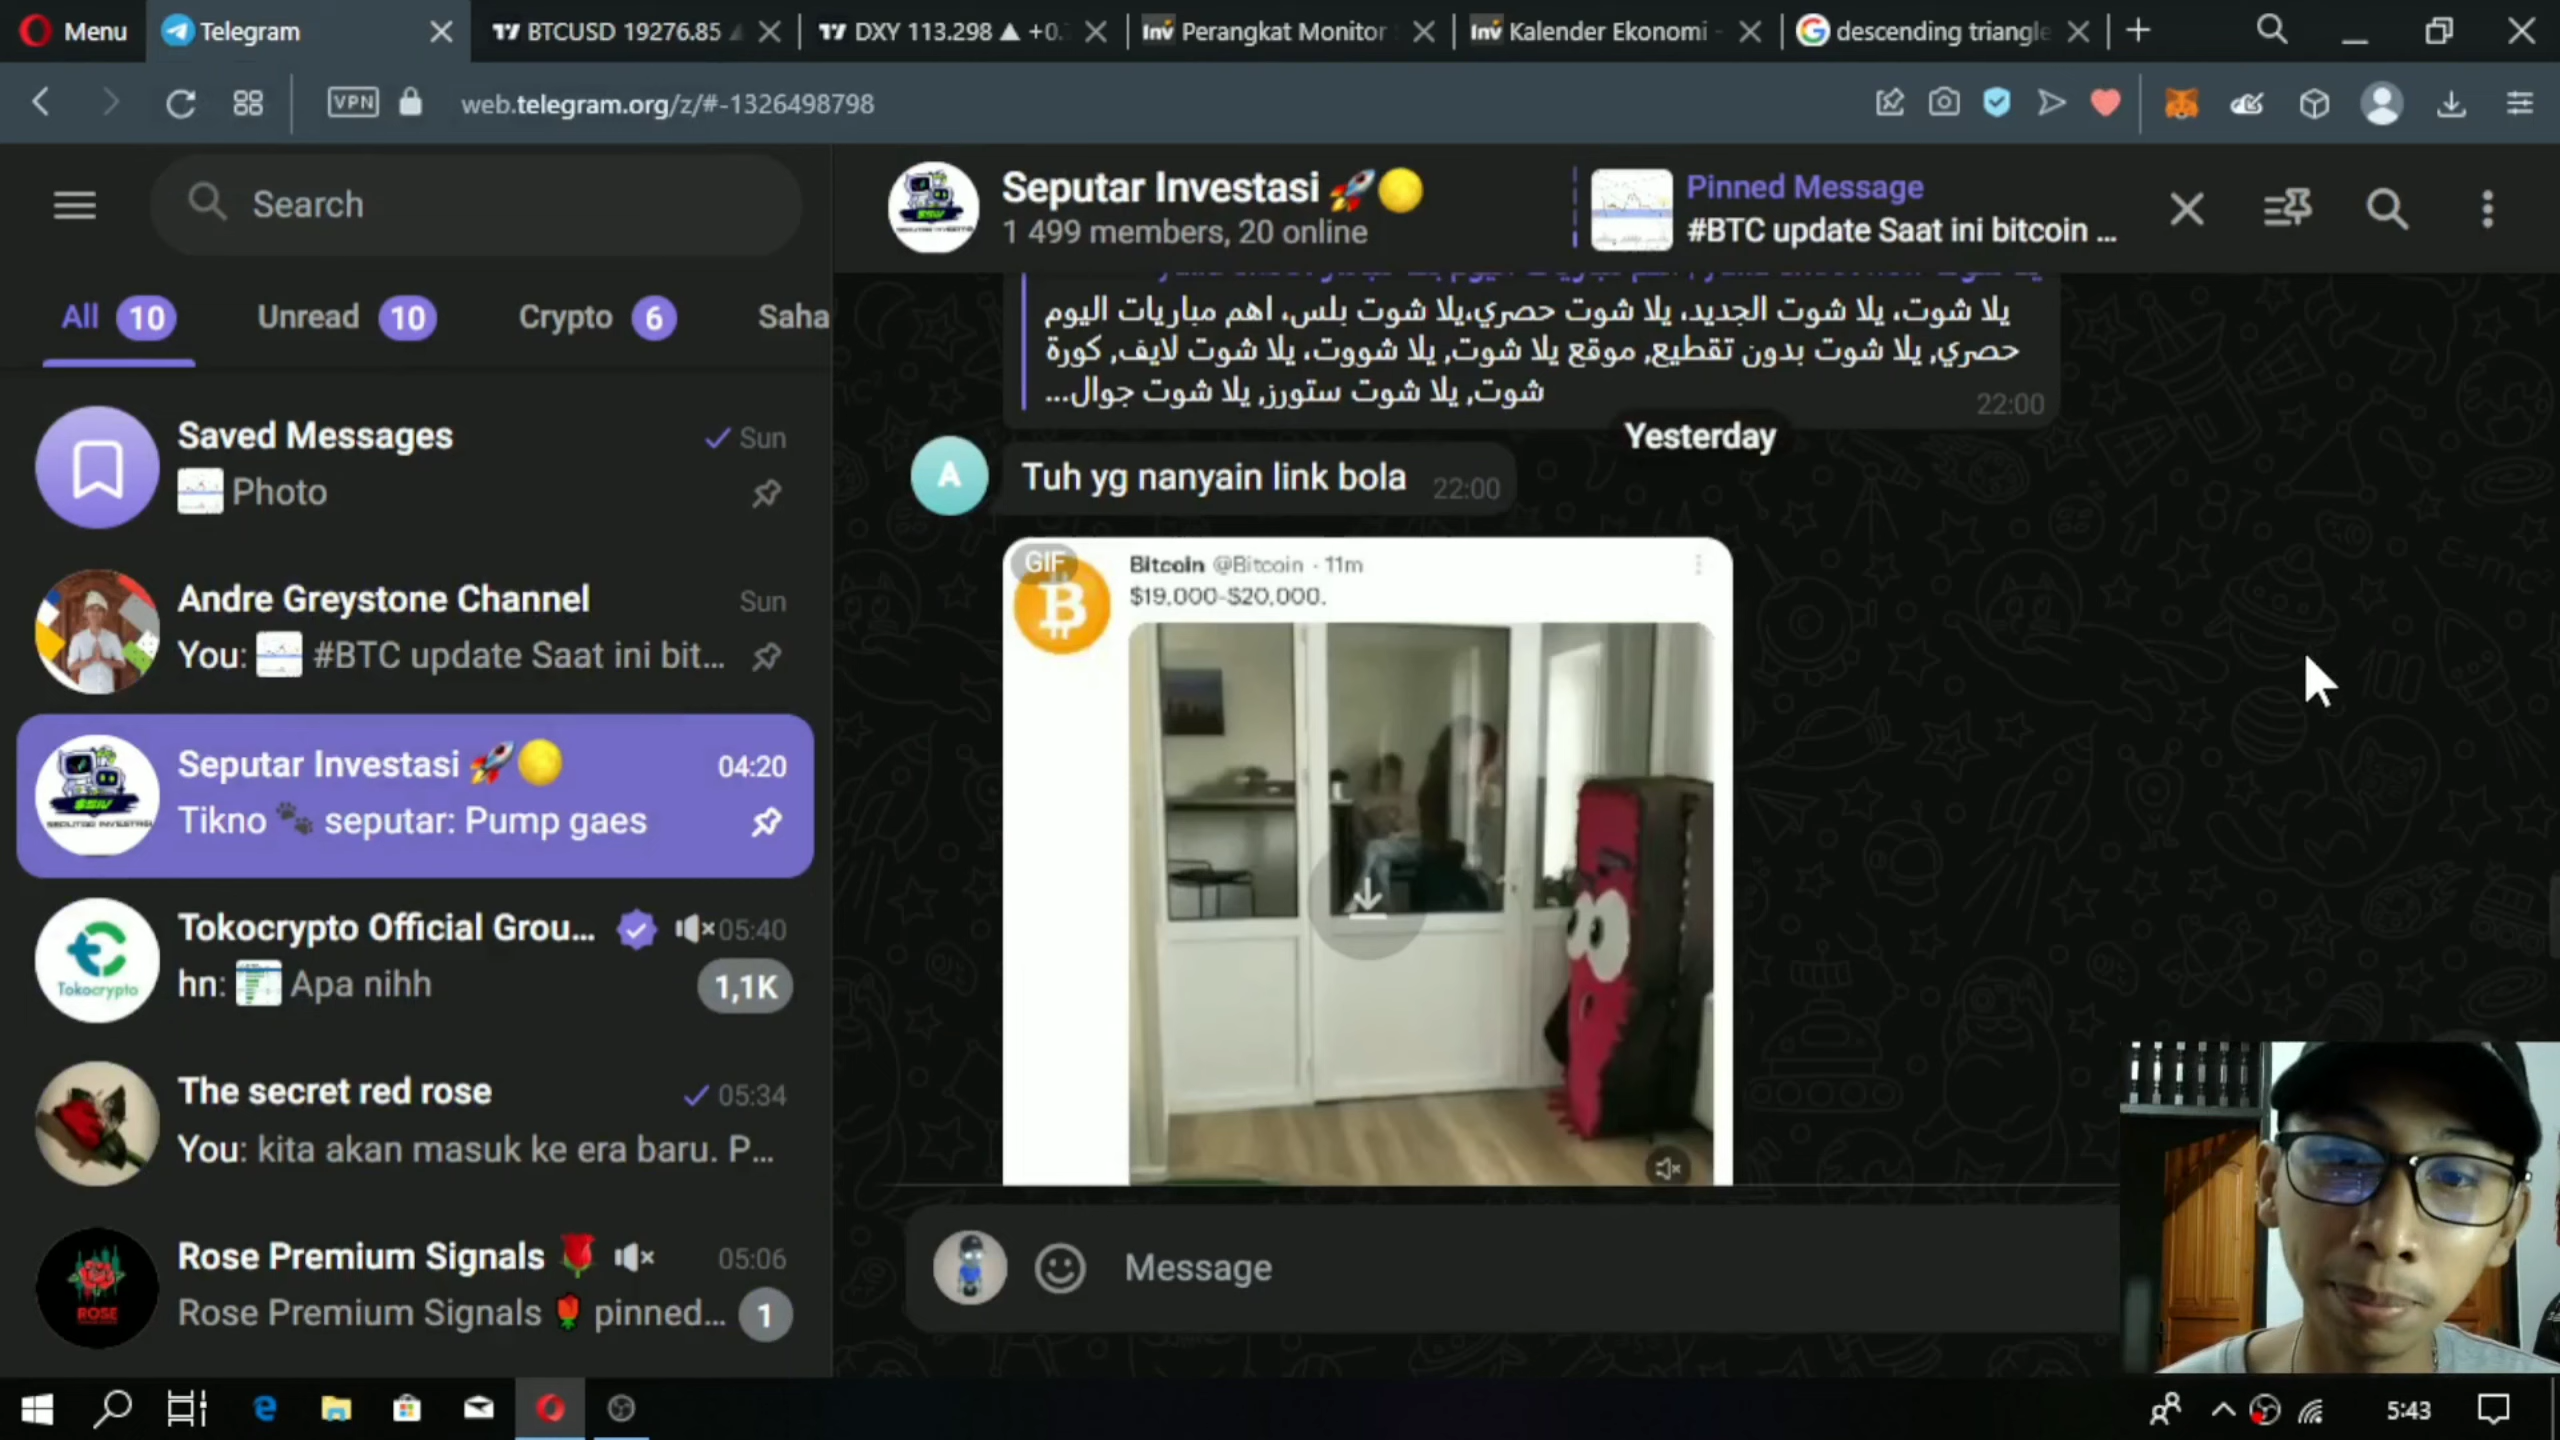 Menu
Telegram
BTCUSD 19276.85
DXY 113.298 ▲ +0.
Inv Perangkat Monitor
Inv Kalender Ekonomi -
descending triangle
VPN
web.telegram.org/z/#-1326498798
Search
All 10
Unread 10
Crypto 6
Saha
Saved Messages
Sun
Photo
Andre Greystone Channel
Sun
You: #BTC update Saat ini bit...
Seputar Investasi 🚀🌕
04:20
Tikno 🐾 seputar: Pump gaes
Tokocrypto Official Grou...
05:40
hn: Apa nihh
1,1K
Tokocrypto
The secret red rose
05:34
You: kita akan masuk ke era baru. P...
Rose Premium Signals 🌹
05:06
Rose Premium Signals 🌹 pinned...
1
ROSE
Seputar Investasi 🚀🌕
1 499 members, 20 online
Pinned Message
#BTC update Saat ini bitcoin ...
يلا شوت، يلا شوت الجديد، يلا شوت حصري،يلا شوت بلس، اهم مباريات اليوم
حصري, يلا شوت بدون تقطيع, موقع يلا شوت, يلا شووت، يلا شوت لايف, كورة
شوت, يلا شوت ستورز, يلا شوت جوال...
22:00
Yesterday
A
Tuh yg nanyain link bola
22:00
GIF
Bitcoin @Bitcoin · 11m
$19,000-$20,000.
Message
5:43